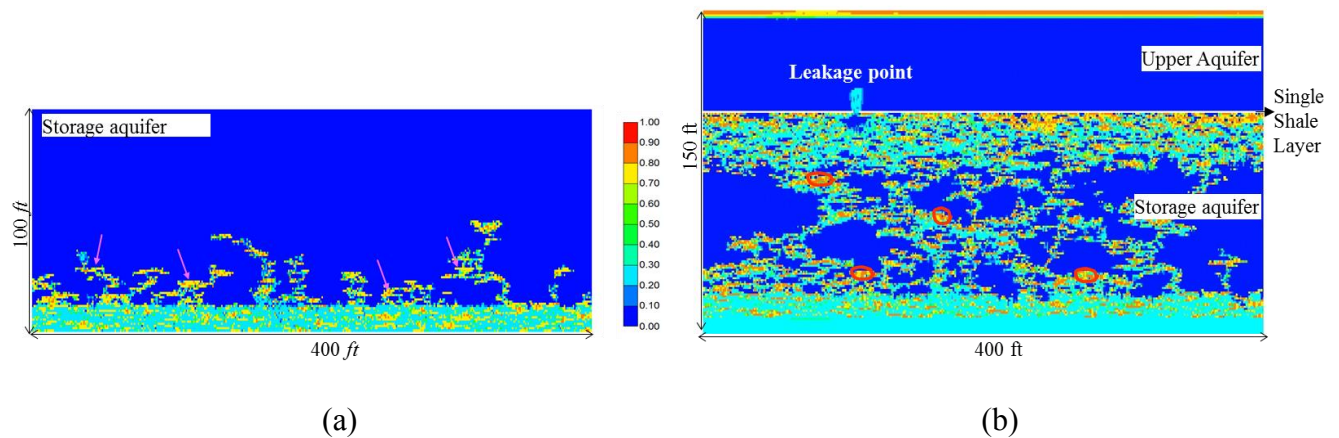 Storage aquifer
100 ft
400 ft
1.00
0.90
0.80
0.70
0.60
0.50
0.40
0.30
0.20
0.10
0.00
(a)
Upper Aquifer
Leakage point
Single
Shale
Layer
150 ft
Storage aquifer
400 ft
(b)